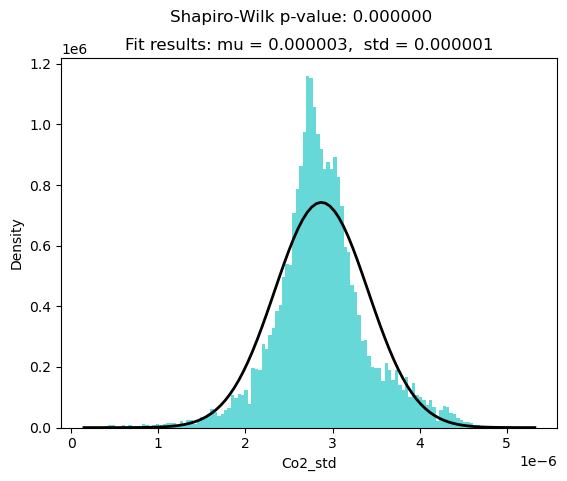 Shapiro-Wilk p-value: 0.000000
Fit results: mu = 0.000003,  std = 0.000001
1e6
1.2
1.0
0.8
0.6
0.4
0.2
0.0
Density
0 1 2 3 4 5
1e-6
Co2_std